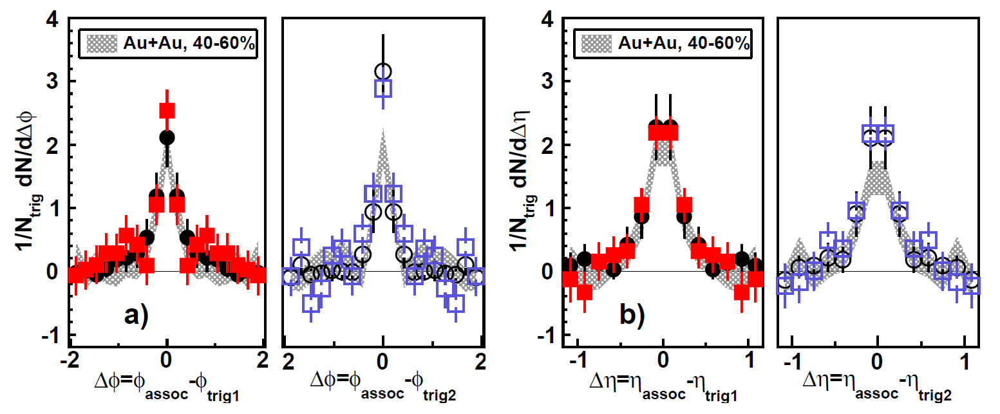 4
3
2
1
0
-1
1/N_trig dN/dΔϕ
Au+Au, 40-60%
a)
-2 0 2
Δϕ=ϕ_assoc-ϕ_trig1
2 0 2
Δϕ=ϕ_assoc-ϕ_trig2
4
3
2
1
0
-1
1/N_trig dN/dΔη
Au+Au, 40-60%
b)
-1 0 1
Δη=η_assoc-η_trig1
-1 0 1
Δη=η_assoc-η_trig2